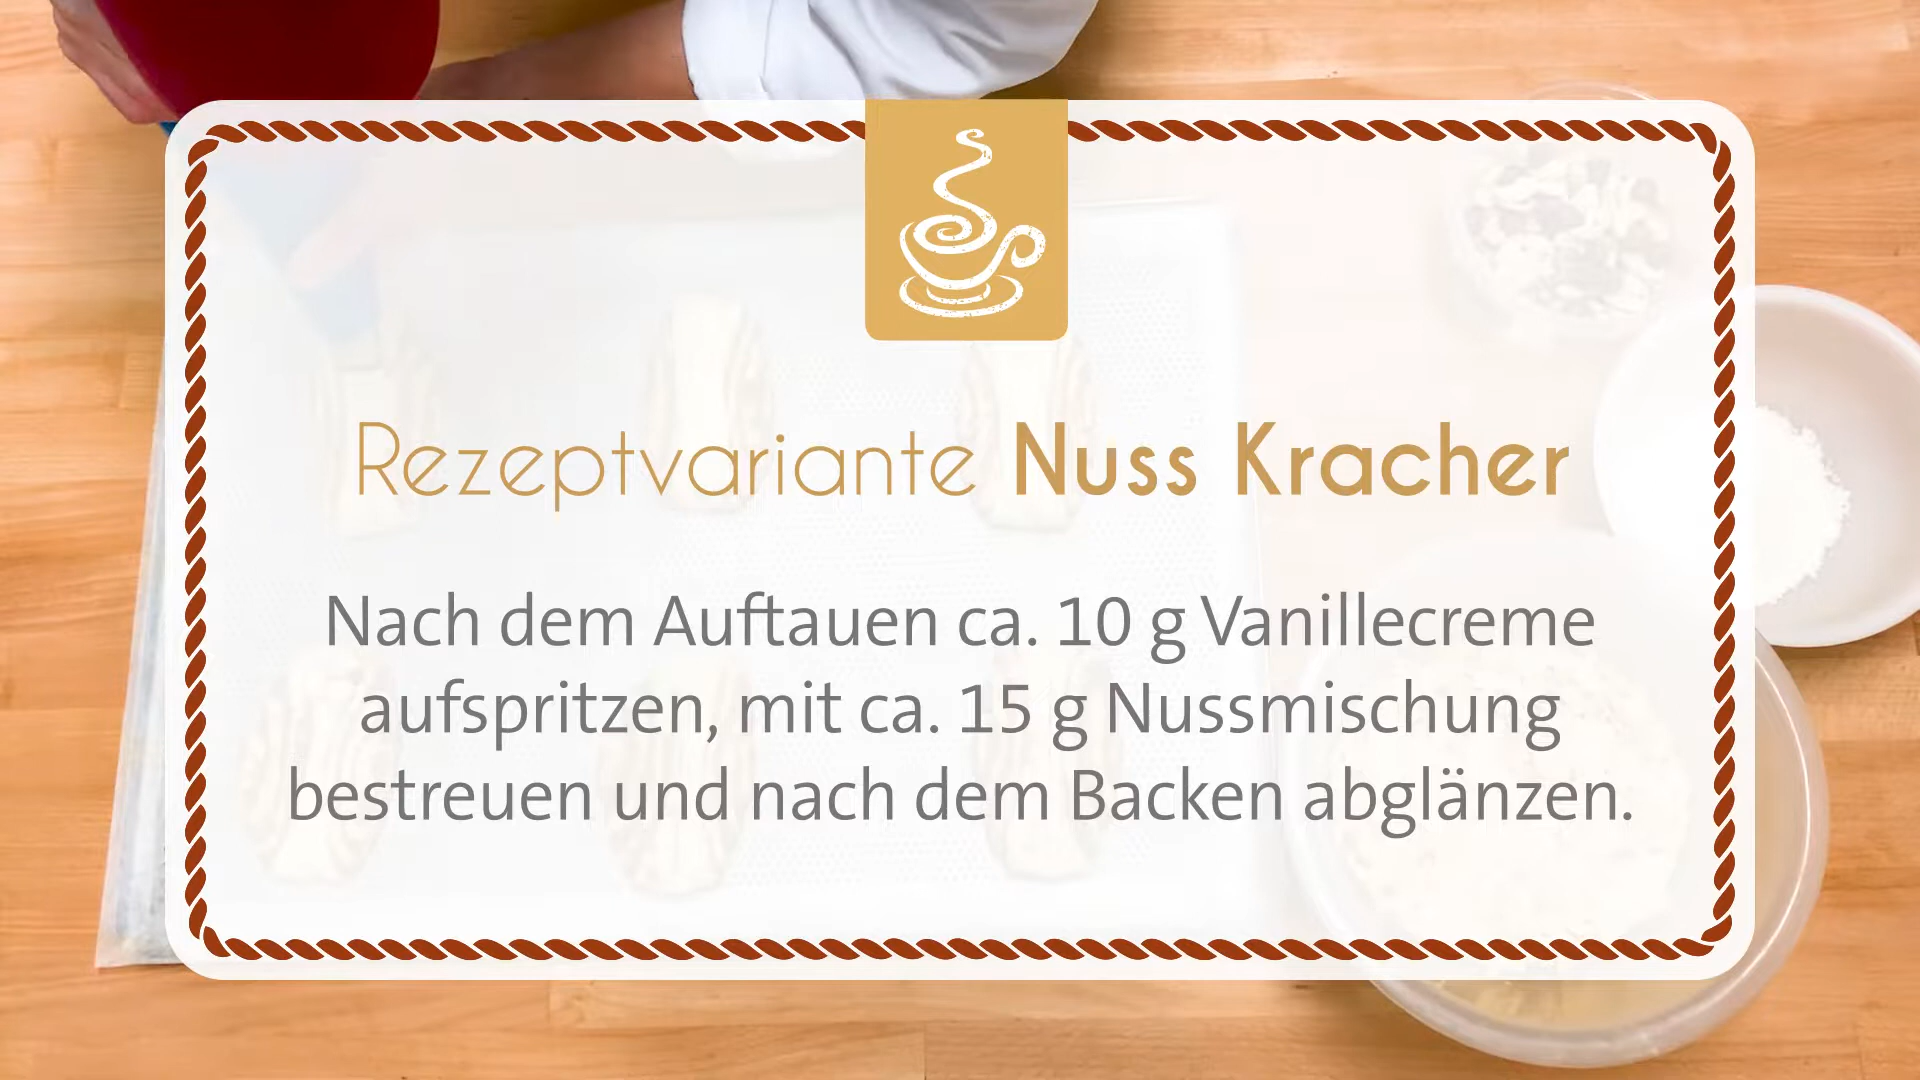 Rezeptvariante Nuss Kracher
Nach dem Auftauen ca. 10 g Vanillecreme
aufspritzen, mit ca. 15 g Nussmischung
bestreuen und nach dem Backen abglänzen.